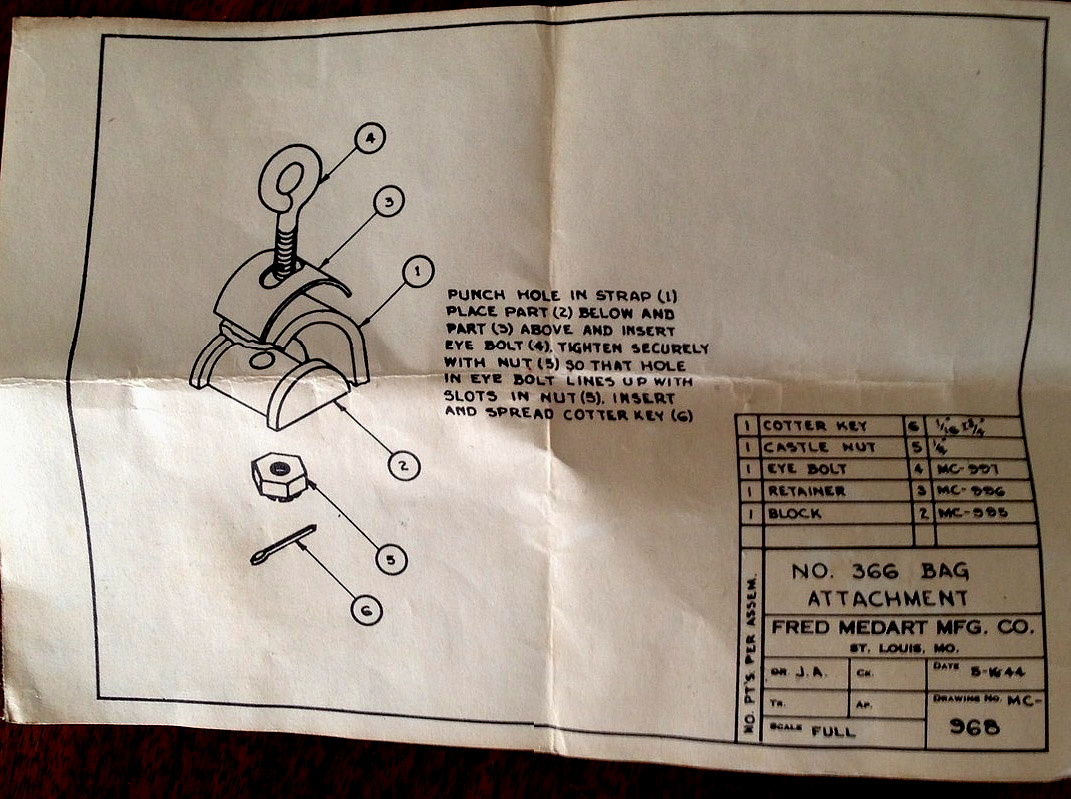 4
3
1
PUNCH HOLE IN STRAP (1)
PLACE PART (2) BELOW AND
PART (3) ABOVE AND INSERT
EYE BOLT (4), TIGHTEN SECURELY
WITH NUT (5) SO THAT HOLE
IN EYE BOLT LINES UP WITH
SLOTS IN NUT (5), INSERT
AND SPREAD COTTER KEY (6)
2
5
6
1 COTTER KEY 6 1/16"
1 CASTLE NUT 5 1/4"
1 EYE BOLT 4 MC-997
1 RETAINER 3 MC-996
1 BLOCK 2 MC-995
NO. PT'S. PER ASSEM.
NO. 366 BAG
ATTACHMENT
FRED MEDART MFG. CO.
ST. LOUIS, MO.
DR. J.A. CK. DATE 5-16-44
TR. AP. DRAWING NO. MC-
968
SCALE FULL